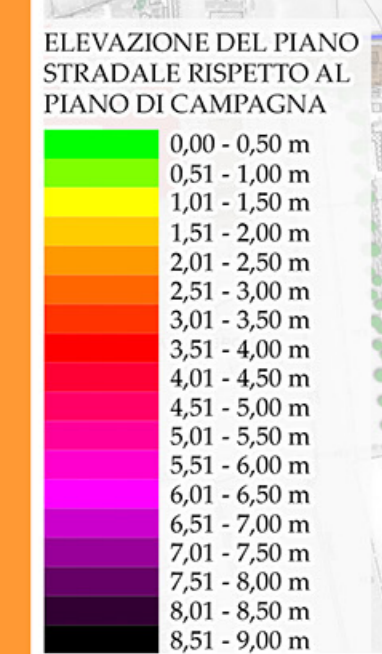 ELEVAZIONE DEL PIANO
STRADALE RISPETTO AL
PIANO DI CAMPAGNA
0,00 - 0,50 m
0,51 - 1,00 m
1,01 - 1,50 m
1,51 - 2,00 m
2,01 - 2,50 m
2,51 - 3,00 m
3,01 - 3,50 m
3,51 - 4,00 m
4,01 - 4,50 m
4,51 - 5,00 m
5,01 - 5,50 m
5,51 - 6,00 m
6,01 - 6,50 m
6,51 - 7,00 m
7,01 - 7,50 m
7,51 - 8,00 m
8,01 - 8,50 m
8,51 - 9,00 m